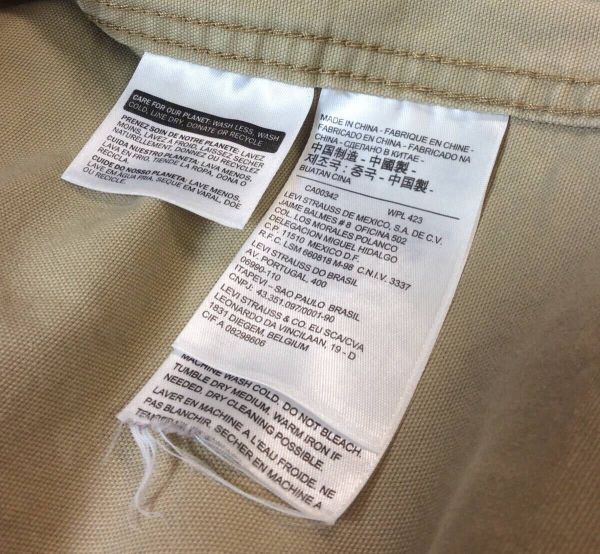 CARE FOR OUR PLANET: WASH LESS, WASH
COLD, LINE DRY, DONATE OR RECYCLE
PRENEZ SOIN DE NOTRE PLANETE: LAVEZ
MOINS, LAVEZ A FROID, LAISSEZ SECHER
NATURELLEMENT, DONNEZ OU RECYCLEZ
CUIDE NUESTRO PLANETA: LAVE MENOS,
LAVA EN FRIO, TIENDE LA ROPA, DONA O
RECICLA
CUIDE DO NOSSO PLANETA: LAVE MENOS,
LAVE EM AGUA FRIA, SEQUE EM VARAL, DOE
OU RECICLE
MADE IN CHINA - FABRIQUE EN CHINE -
FABRICADO EN CHINA - FABRICADO NA
CHINA - СДЕЛАНО В КИТАЕ -
中国制造 - 中國製 -
제조국: 중국 - 中国製 -
BUATAN CINA
CA00342 WPL 423
LEVI STRAUSS DE MEXICO, S.A. DE C.V.
JAIME BALMES # 8 OFICINA 502
COL. LOS MORALES POLANCO
DELEGACION MIGUEL HIDALGO
C.P. 11510 MEXICO D.F.
R.F.C. LSM 660818 M-98 C.N.I.V. 3337
LEVI STRAUSS DO BRASIL
AV. PORTUGAL, 400
06990-110
ITAPEVI - SAO PAULO BRASIL
CNPJ: 43.351.097/0001-90
LEVI STRAUSS & CO. EU SCA/CVA
LEONARDO DA VINCILAAN, 19 - D
1831 DIEGEM, BELGIUM
CIF A 08298606
MACHINE WASH COLD. DO NOT BLEACH.
TUMBLE DRY MEDIUM. WARM IRON IF
NEEDED. DRY CLEANING POSSIBLE.
LAVER EN MACHINE A L'EAU FROIDE. NE
PAS BLANCHIR. SECHER EN MACHINE A